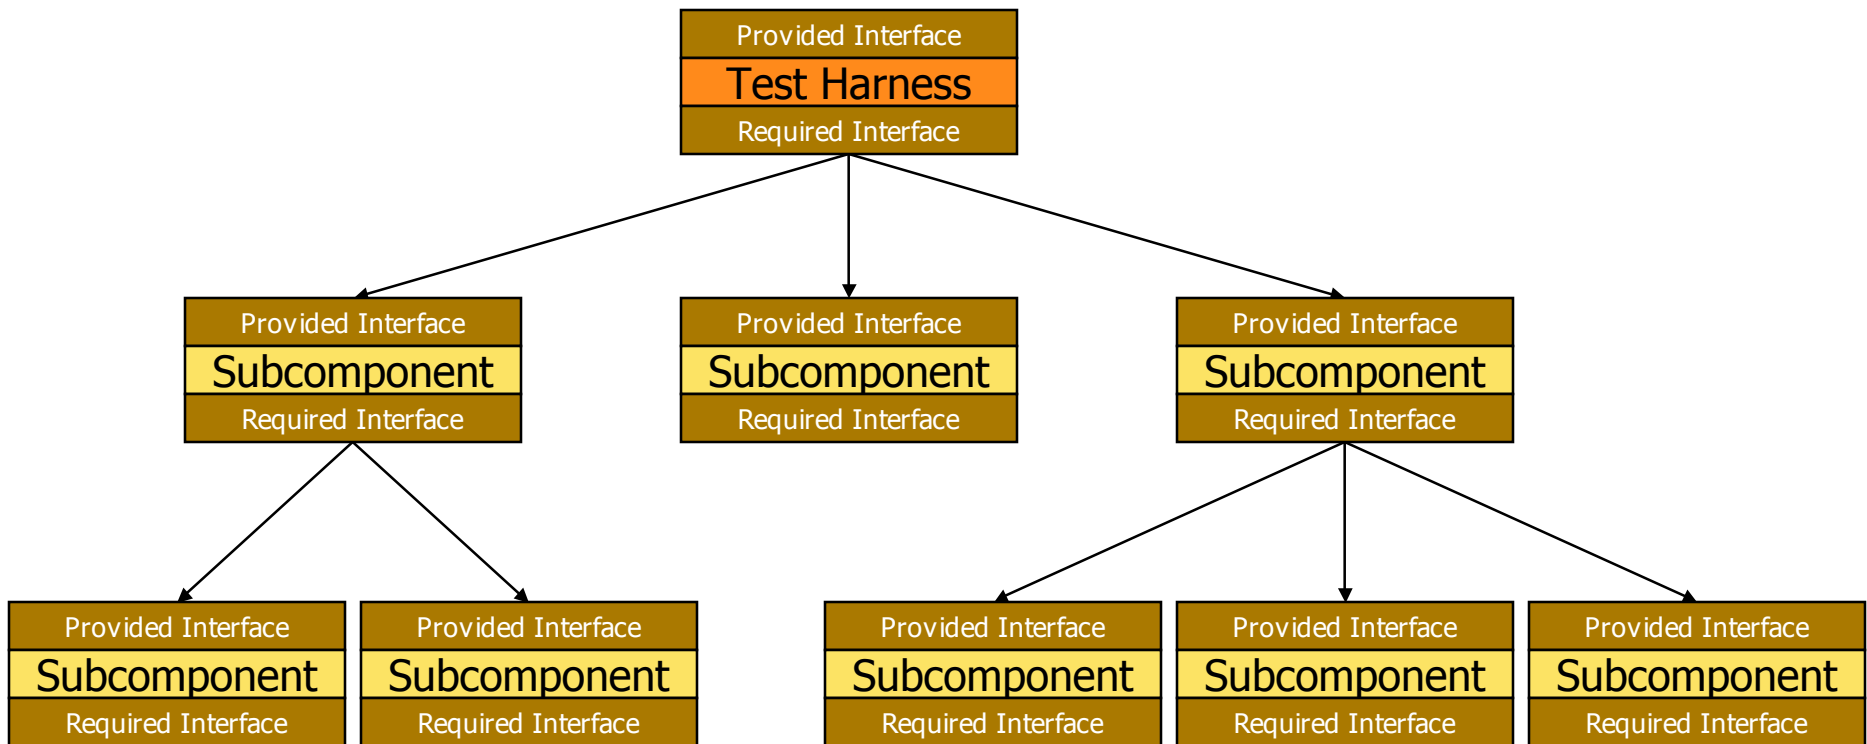 Provided Interface
Test Harness
Required Interface
Provided Interface
Subcomponent
Required Interface
Provided Interface
Subcomponent
Required Interface
Provided Interface
Subcomponent
Required Interface
Provided Interface
Subcomponent
Required Interface
Provided Interface
Subcomponent
Required Interface
Provided Interface
Subcomponent
Required Interface
Provided Interface
Subcomponent
Required Interface
Provided Interface
Subcomponent
Required Interface